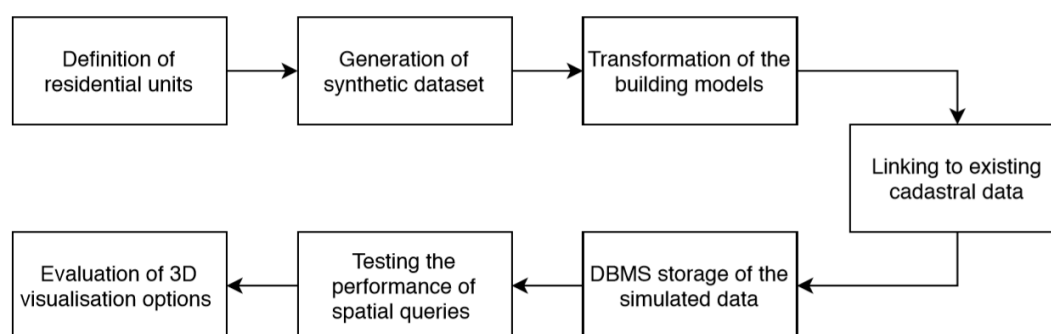 Definition of
residential units
Generation of
synthetic dataset
Transformation of the
building models
Linking to existing
cadastral data
DBMS storage of the
simulated data
Testing the
performance of
spatial queries
Evaluation of 3D
visualisation options